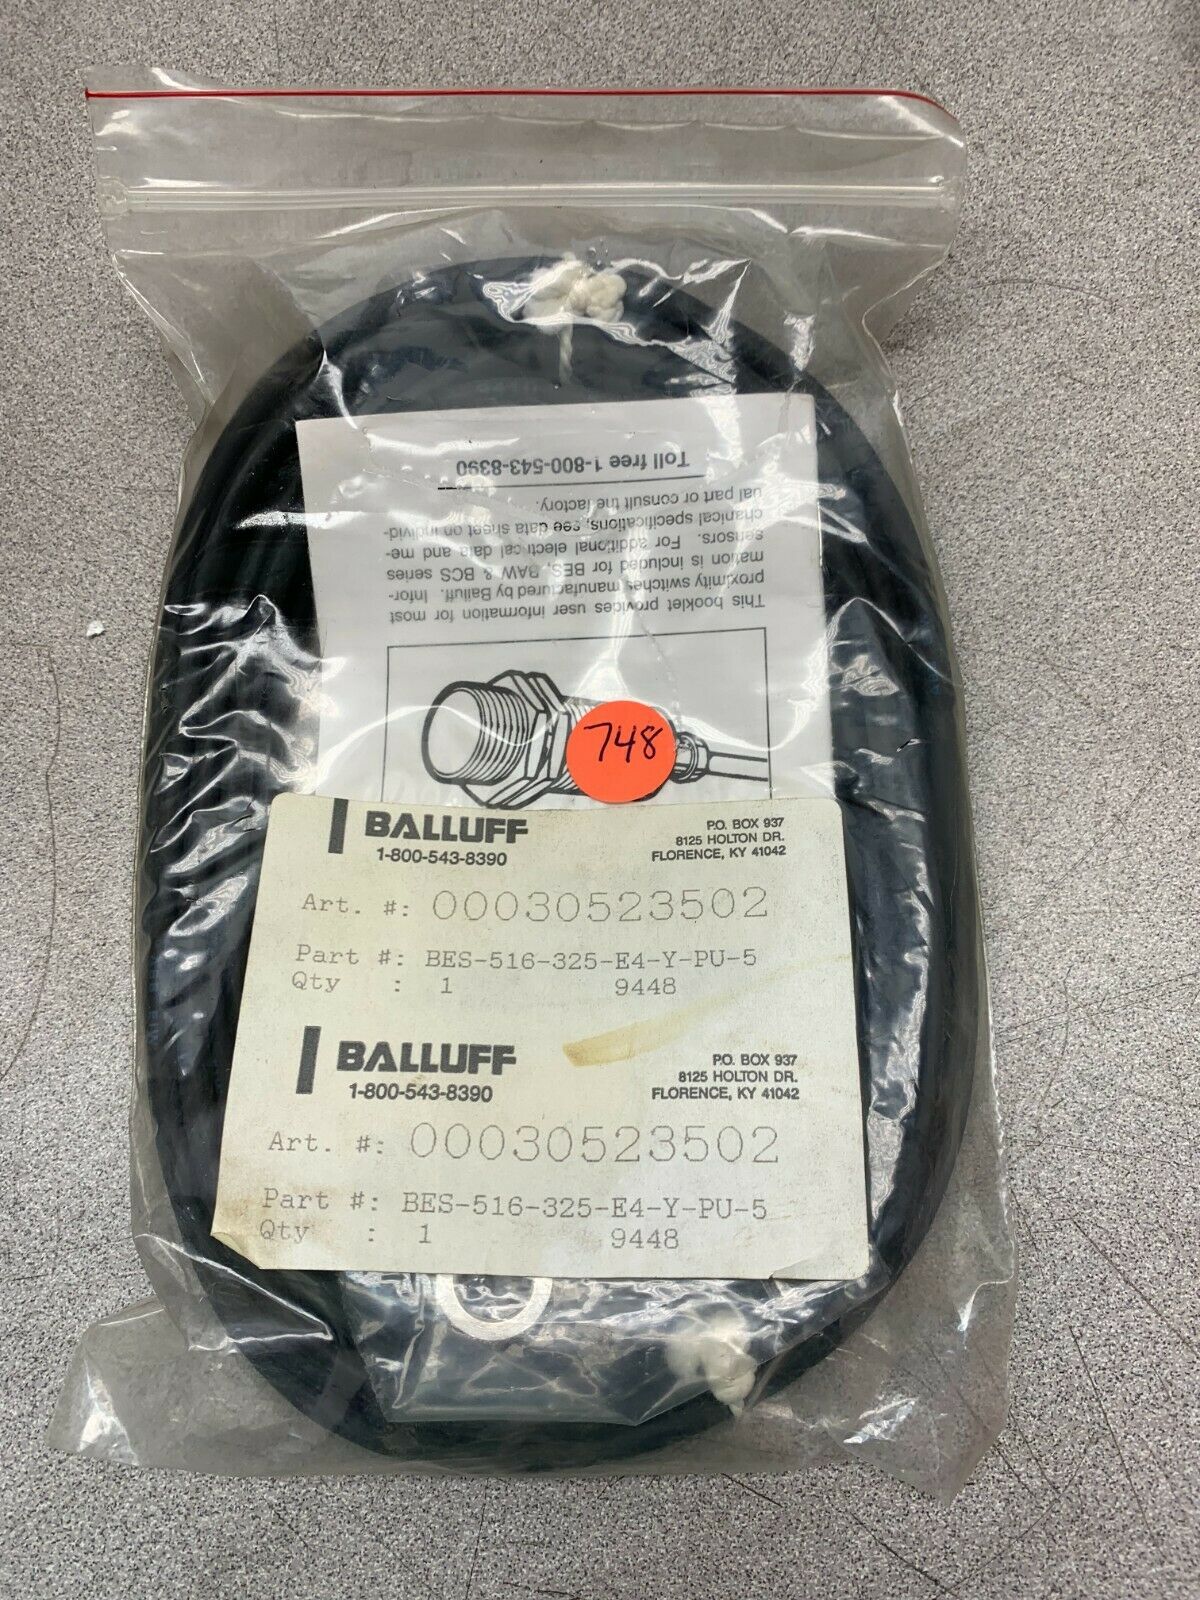 Toll free 1-800-543-8390
This booklet provides user information for most
proximity switches manufactured by Balluff. Infor-
mation is included for BES, BAW & BCS series
sensors. For additional electrical data and me-
chanical specifications, see data sheet on individ-
ual part or consult the factory.
748
BALLUFF
1-800-543-8390
P.O. BOX 937
8125 HOLTON DR.
FLORENCE, KY 41042
Art. #: 00030523502
Part #: BES-516-325-E4-Y-PU-5
Qty : 1 9448
BALLUFF
1-800-543-8390
P.O. BOX 937
8125 HOLTON DR.
FLORENCE, KY 41042
Art. #: 00030523502
Part #: BES-516-325-E4-Y-PU-5
Qty : 1 9448